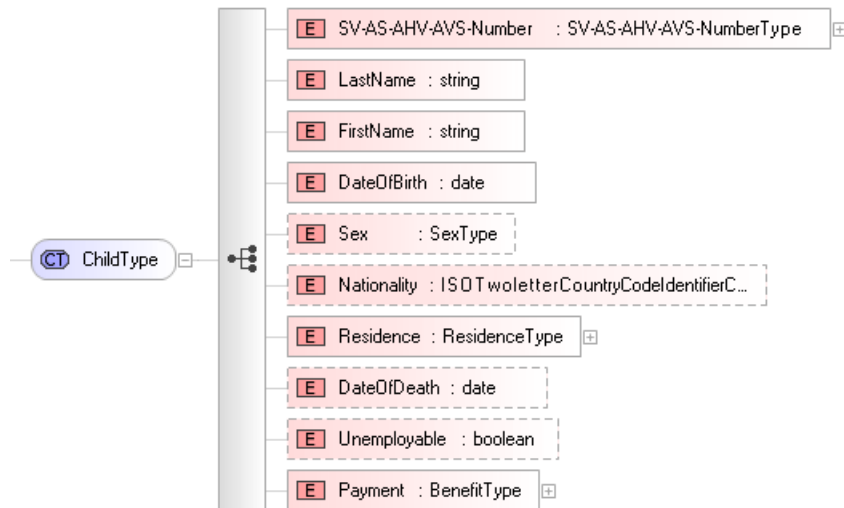 E SV-AS-AHV-AVS-Number : SV-AS-AHV-AVS-NumberType
E LastName : string
E FirstName : string
E DateOfBirth : date
E Sex : SexType
CT ChildType
E Nationality : ISOTwoletterCountryCodeIdentifierC...
E Residence : ResidenceType
E DateOfDeath : date
E Unemployable : boolean
E Payment : BenefitType